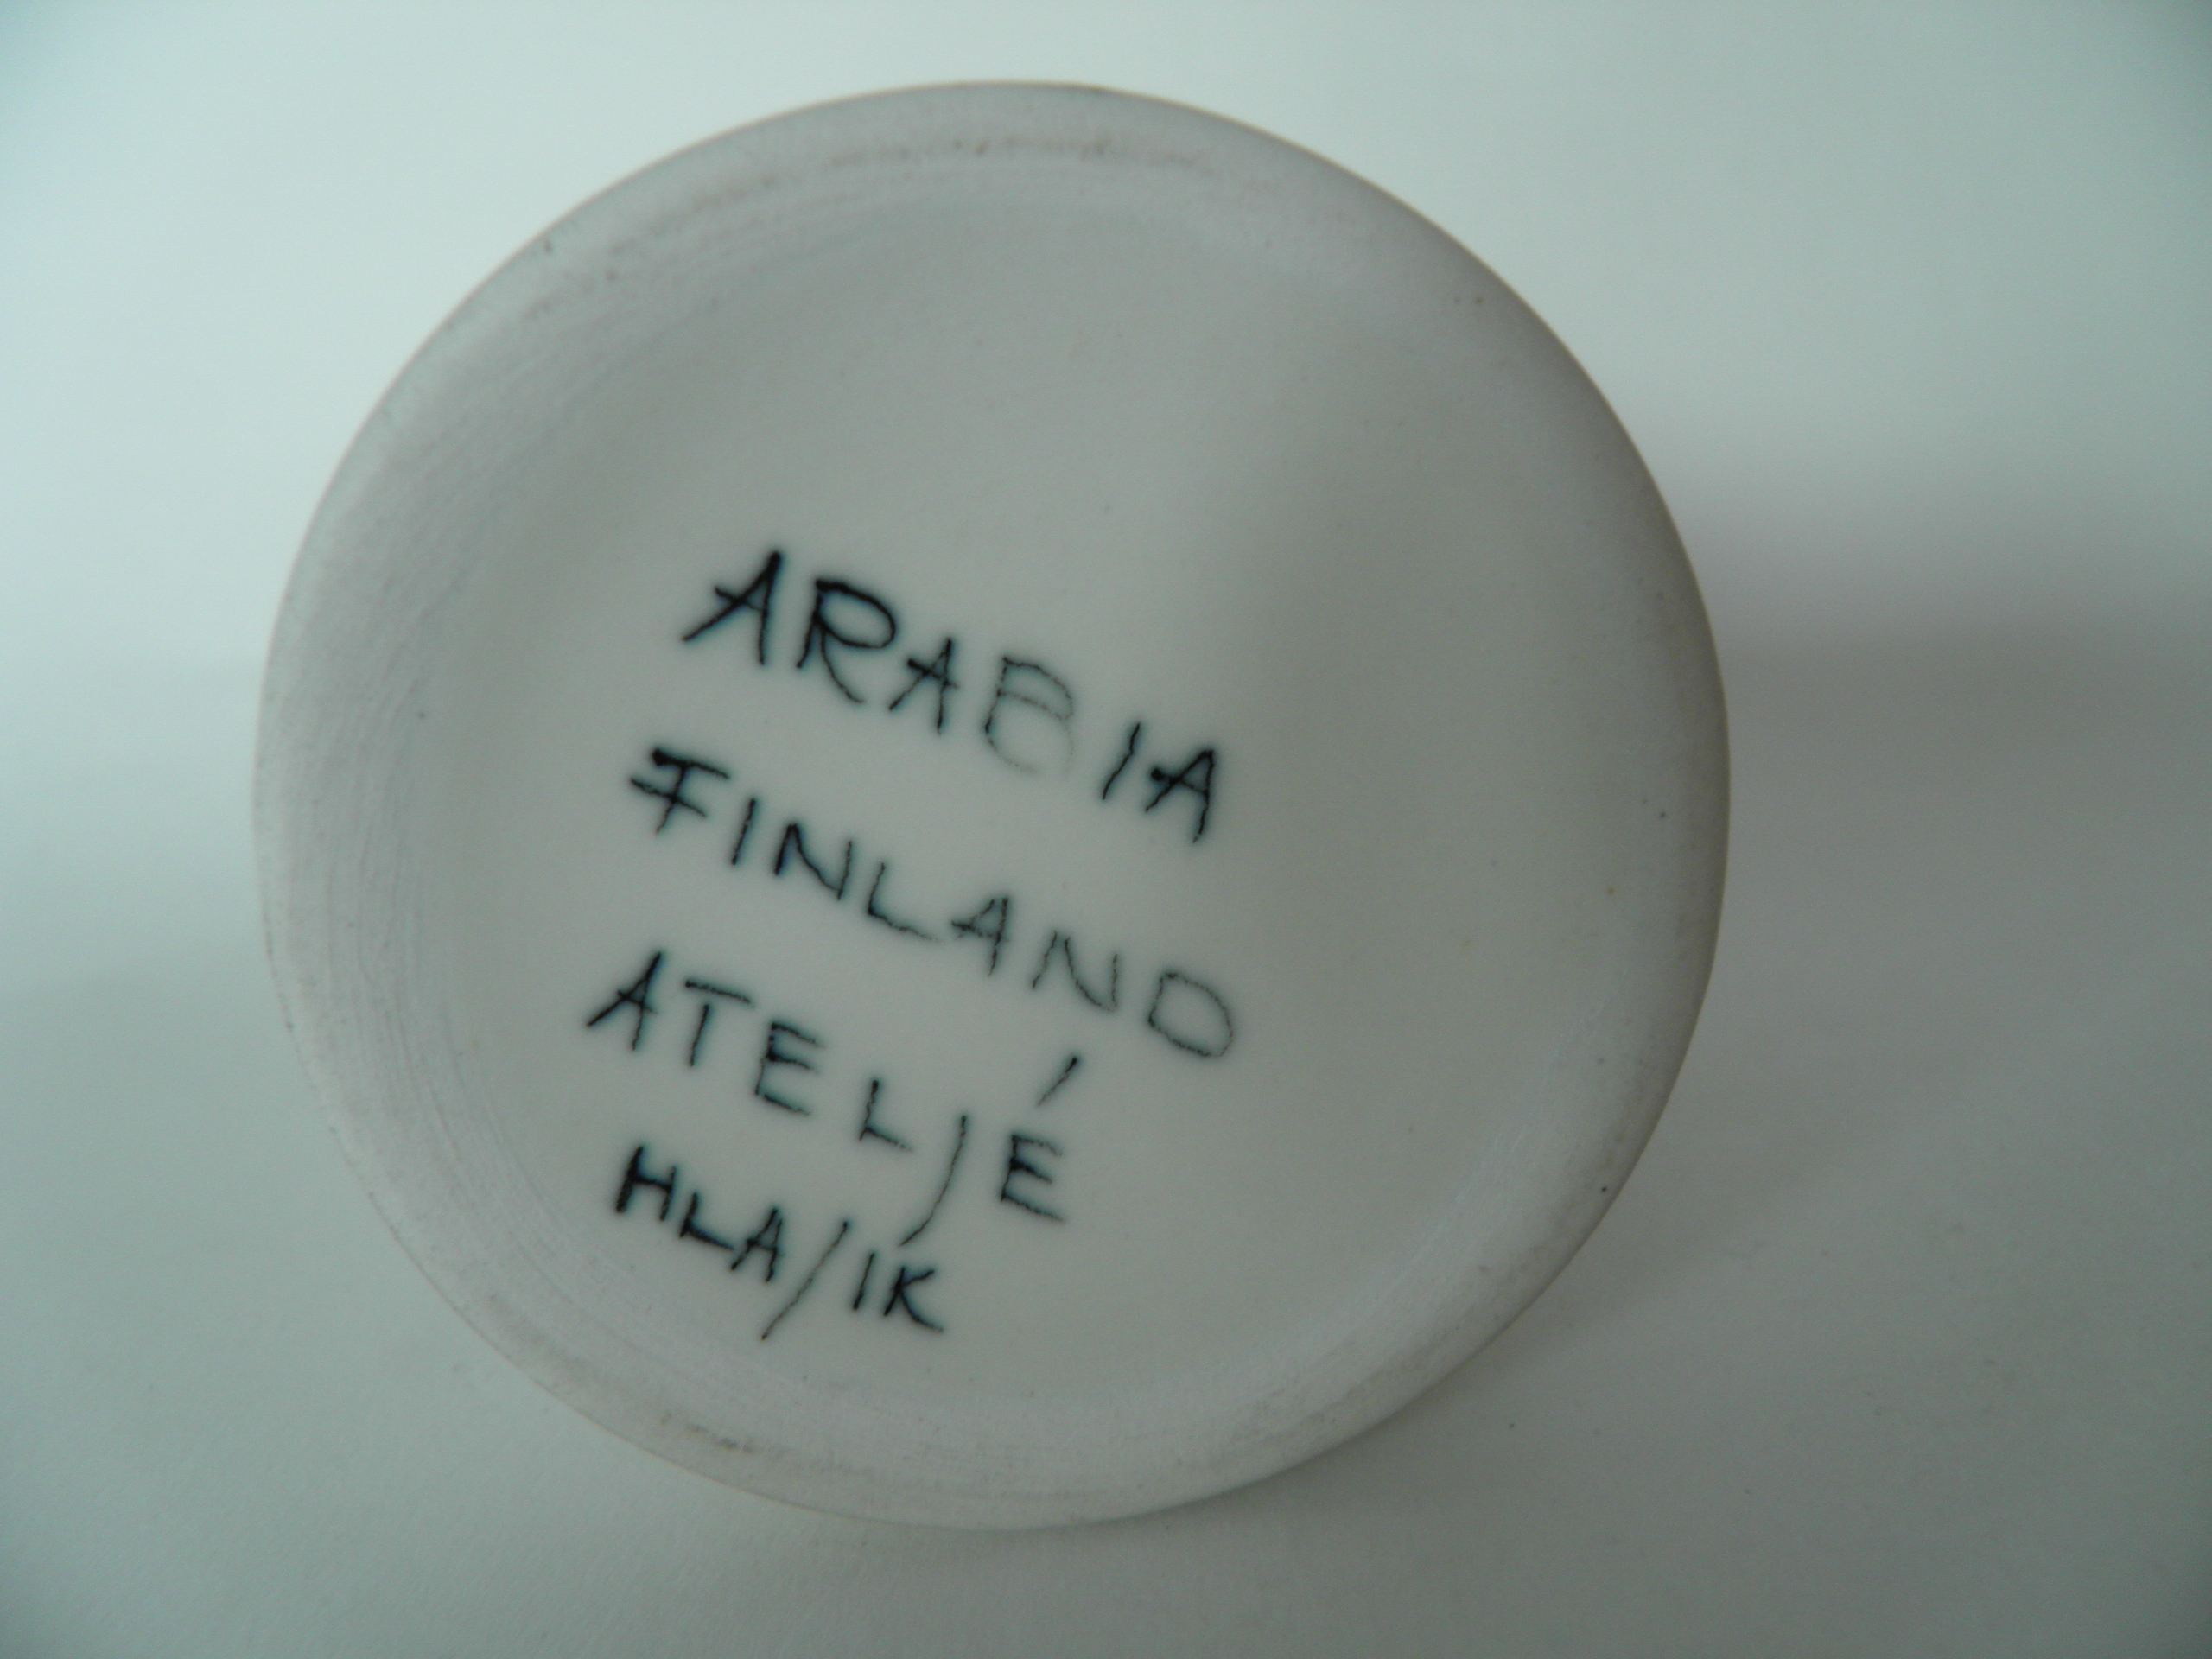 ARABIA
FINLAND
ATELJÉ
HLA/IK